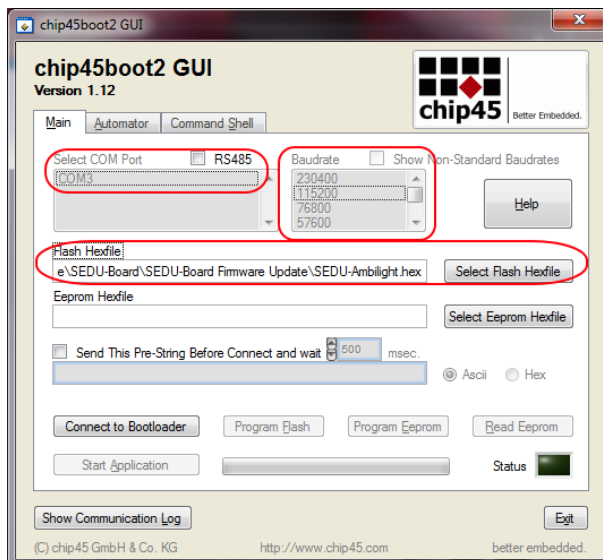 chip45boot2 GUI
chip45boot2 GUI
Version 1.12
chip45
Better Embedded.
Main Automator Command Shell
Select COM Port RS485 Baudrate Show Non-Standard Baudrates
COM3
230400
115200
76800
57600
Help
Flash Hexfile
e\SEDU-Board\SEDU-Board Firmware Update\SEDU-Ambilight.hex Select Flash Hexfile
Eeprom Hexfile
Select Eeprom Hexfile
Send This Pre-String Before Connect and wait 500 msec.
Ascii Hex
Connect to Bootloader Program Flash Program Eeprom Read Eeprom
Start Application Status
Show Communication Log Exit
(C) chip45 GmbH & Co. KG http://www.chip45.com better embedded.